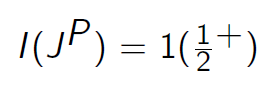 I(J^P) = 1(1/2^+)